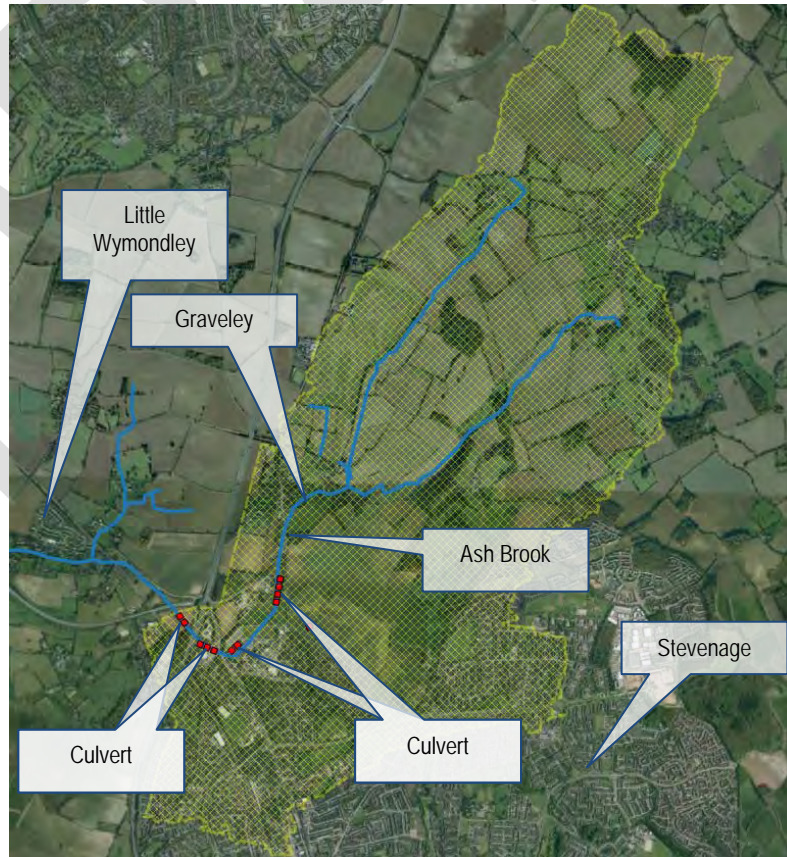 Little
Wymondley
Graveley
Ash Brook
Stevenage
Culvert
Culvert